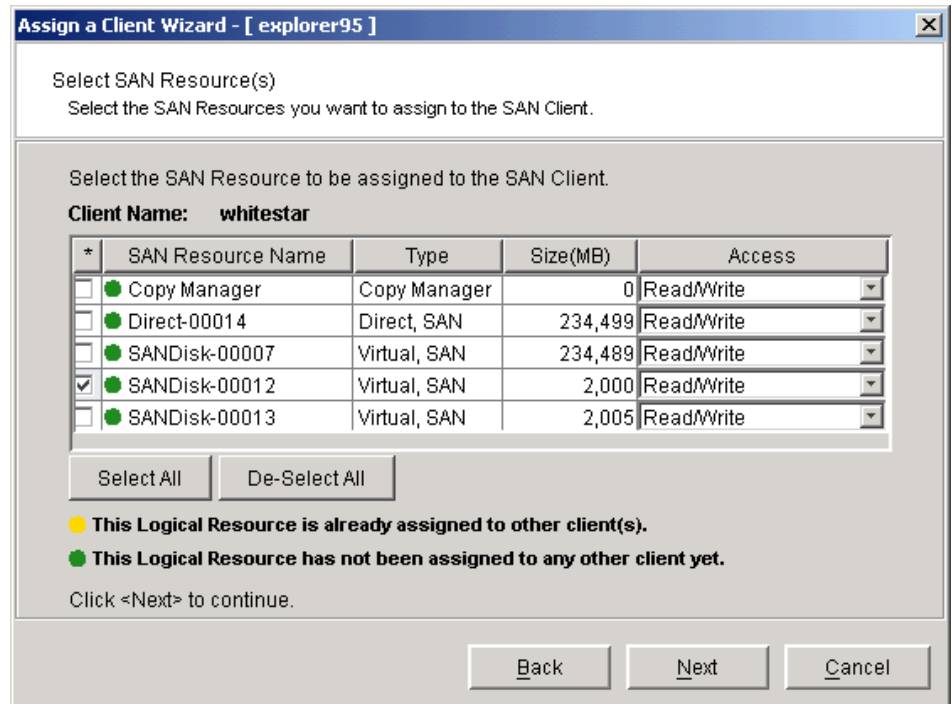 Assign a Client Wizard - [ explorer95 ]
Select SAN Resource(s)
Select the SAN Resources you want to assign to the SAN Client.
Select the SAN Resource to be assigned to the SAN Client.
Client Name: whitestar
* SAN Resource Name Type Size(MB) Access
Copy Manager Copy Manager 0 Read/Write
Direct-00014 Direct, SAN 234,499 Read/Write
SANDisk-00007 Virtual, SAN 234,489 Read/Write
SANDisk-00012 Virtual, SAN 2,000 Read/Write
SANDisk-00013 Virtual, SAN 2,005 Read/Write
Select All De-Select All
This Logical Resource is already assigned to other client(s).
This Logical Resource has not been assigned to any other client yet.
Click <Next> to continue.
Back Next Cancel